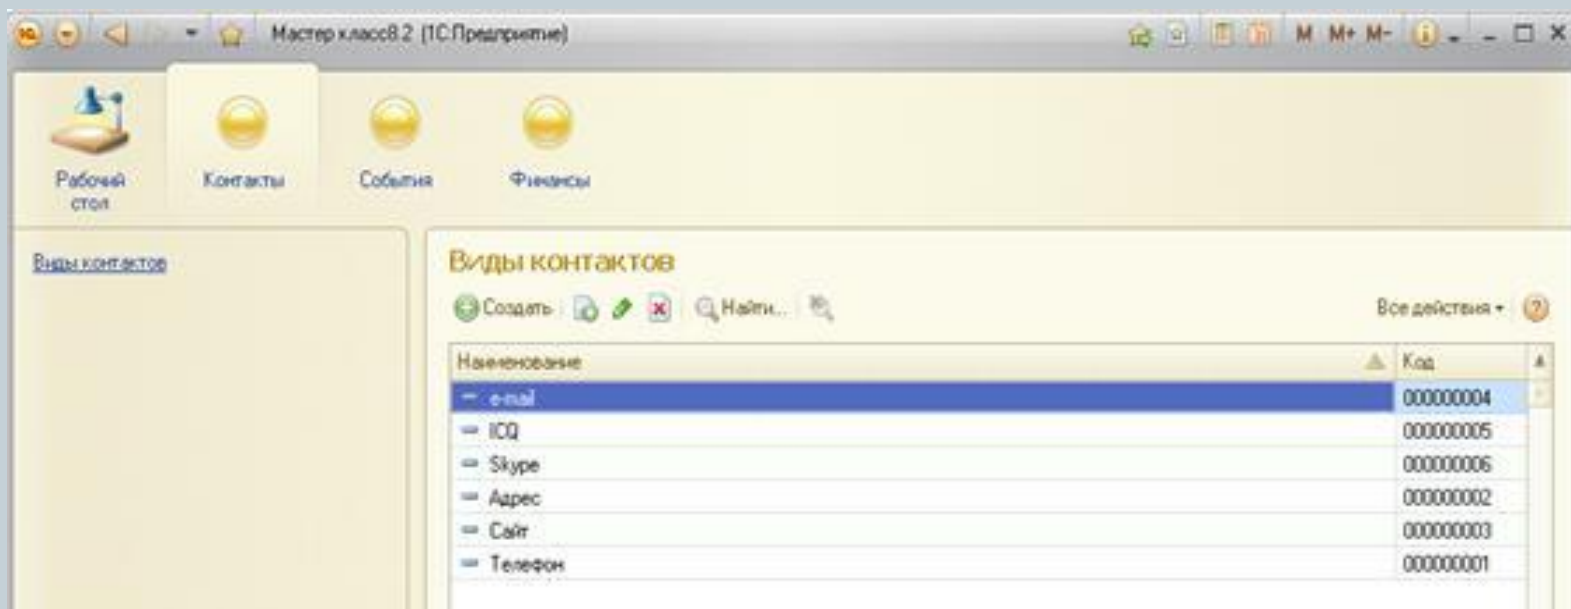 Мастер класс8.2 (1С:Предприятие)
M M+ M-
Рабочий
стол
Контакты
События
Финансы
Виды контактов
Виды контактов
Создать
Найти...
Все действия
Наименование Код
e-mail 000000004
ICQ 000000005
Skype 000000006
Адрес 000000002
Сайт 000000003
Телефон 000000001